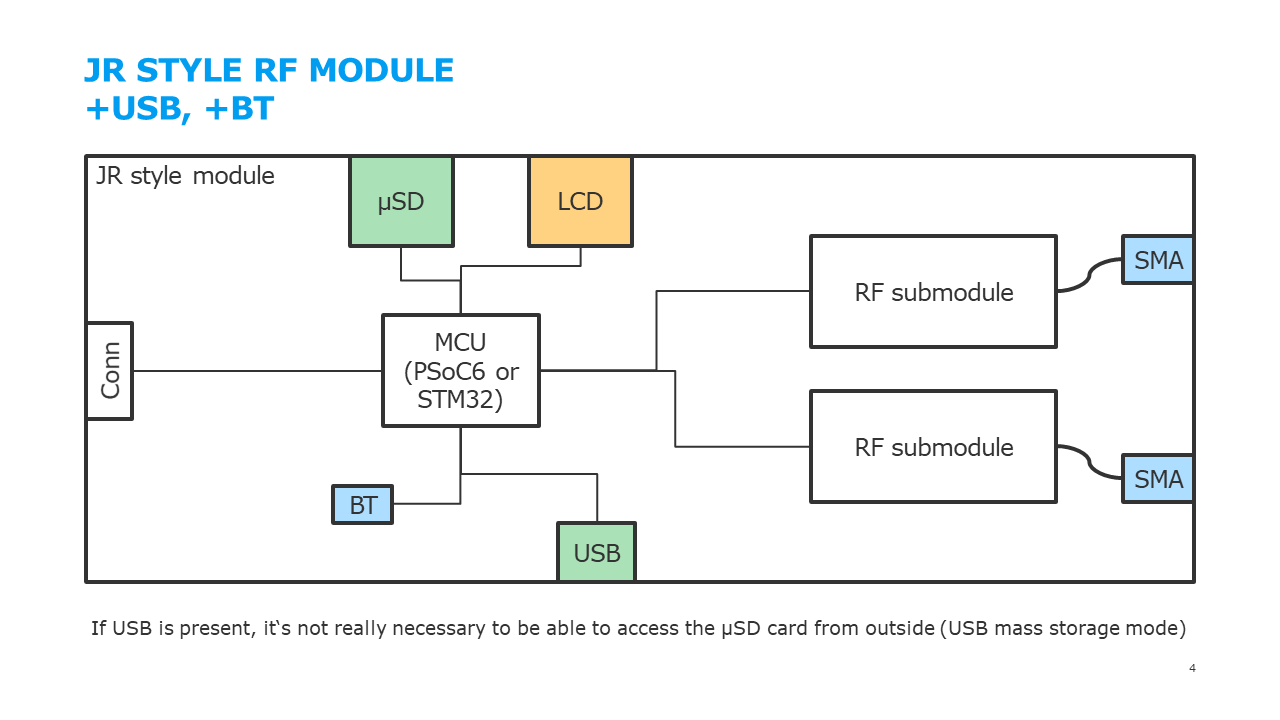 JR STYLE RF MODULE
+USB, +BT
JR style module
µSD
LCD
RF submodule
SMA
Conn
MCU
(PSoC6 or
STM32)
RF submodule
SMA
BT
USB
If USB is present, it‘s not really necessary to be able to access the µSD card from outside (USB mass storage mode)
4